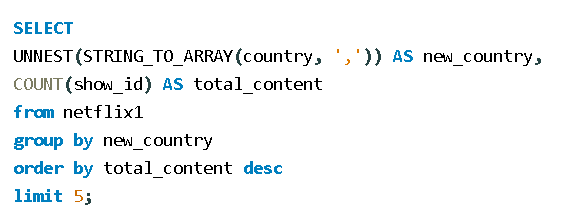 SELECT
UNNEST(STRING_TO_ARRAY(country, ',')) AS new_country,
COUNT(show_id) AS total_content
from netflix1
group by new_country
order by total_content desc
limit 5;